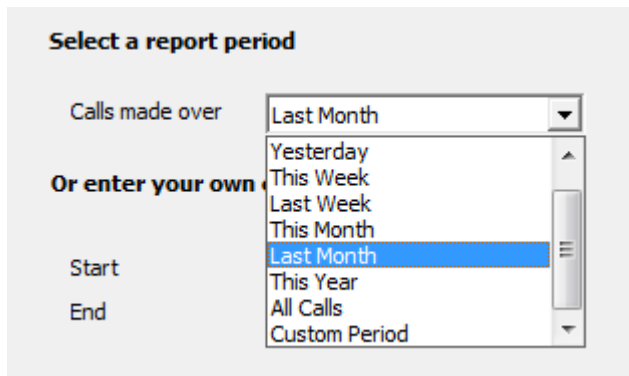 Select a report period
Calls made over Last Month
Yesterday
This Week
Or enter your own
Last Week
This Month
Last Month
Start
This Year
End
All Calls
Custom Period